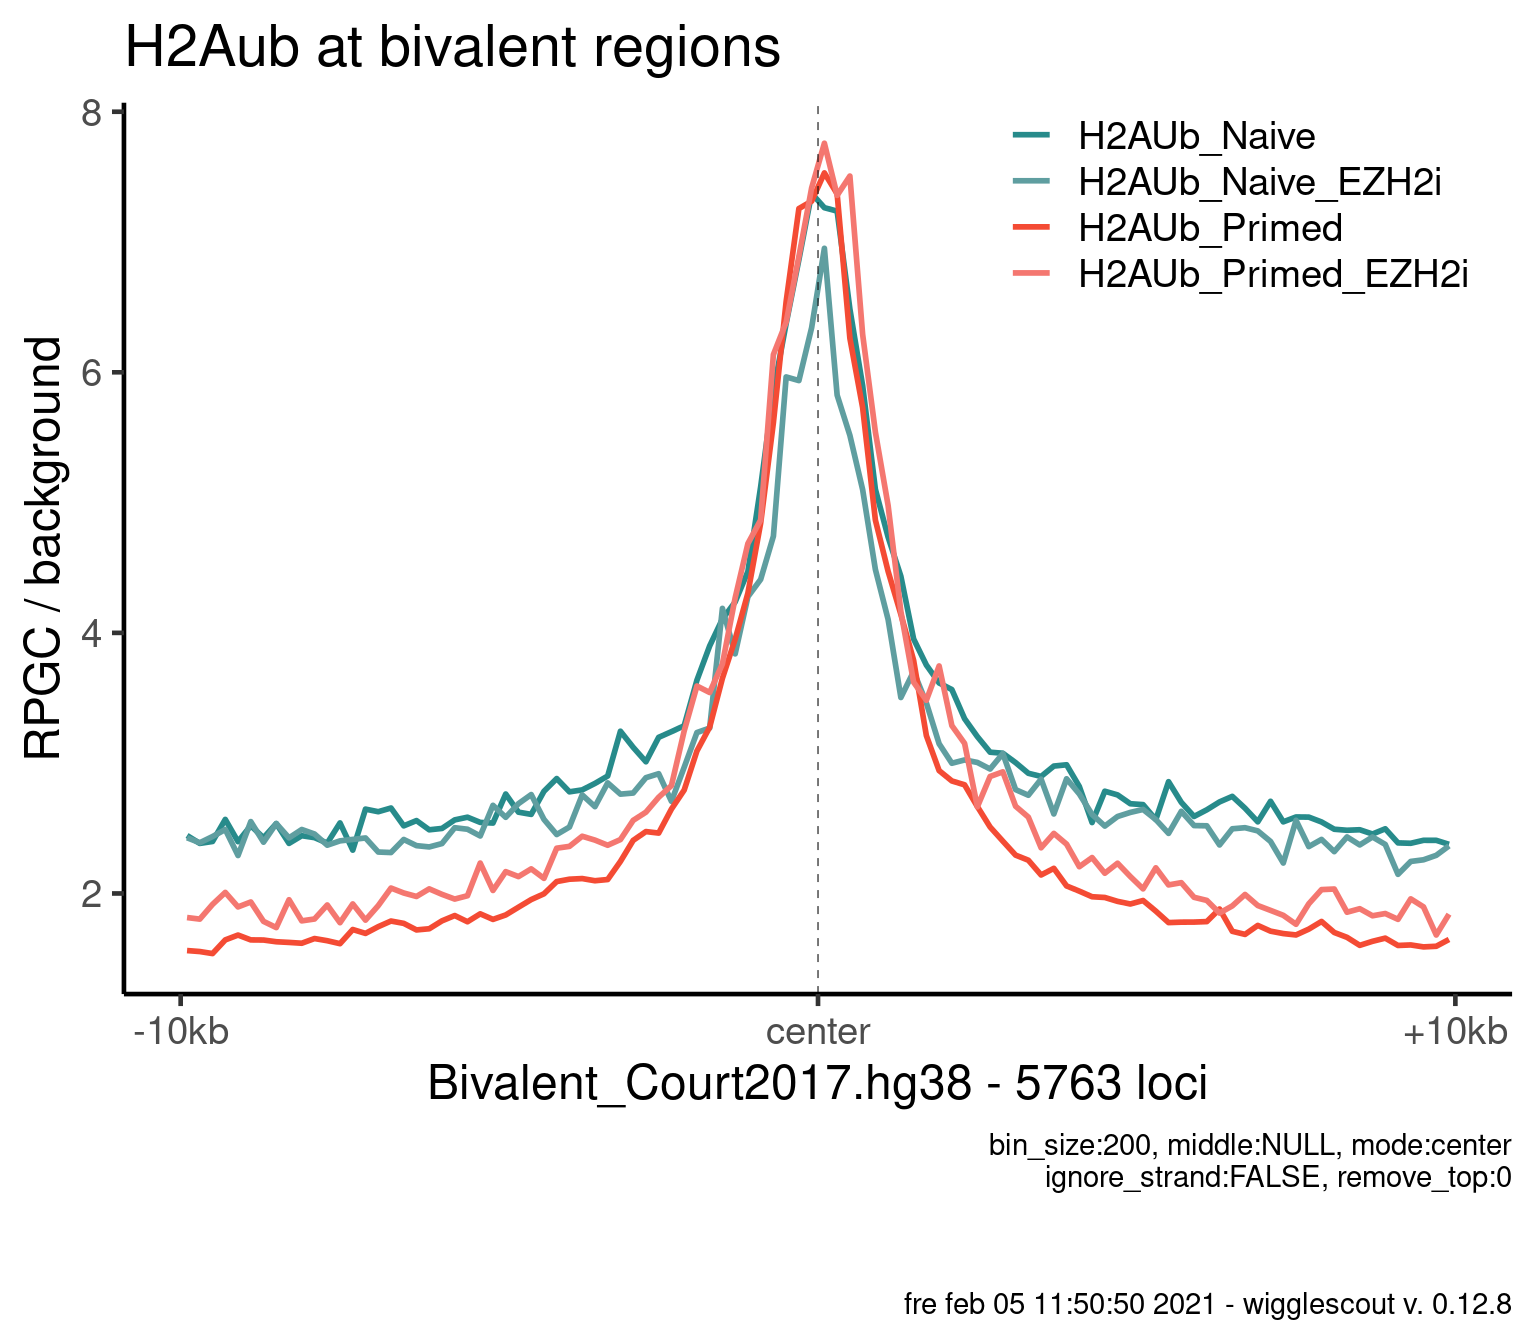 H2Aub at bivalent regions
8
6
4
2
RPGC / background
H2AUb_Naive
H2AUb_Naive_EZH2i
H2AUb_Primed
H2AUb_Primed_EZH2i
-10kb
center
+10kb
Bivalent_Court2017.hg38 - 5763 loci
bin_size:200, middle:NULL, mode:center
ignore_strand:FALSE, remove_top:0
fre feb 05 11:50:50 2021 - wigglescout v. 0.12.8